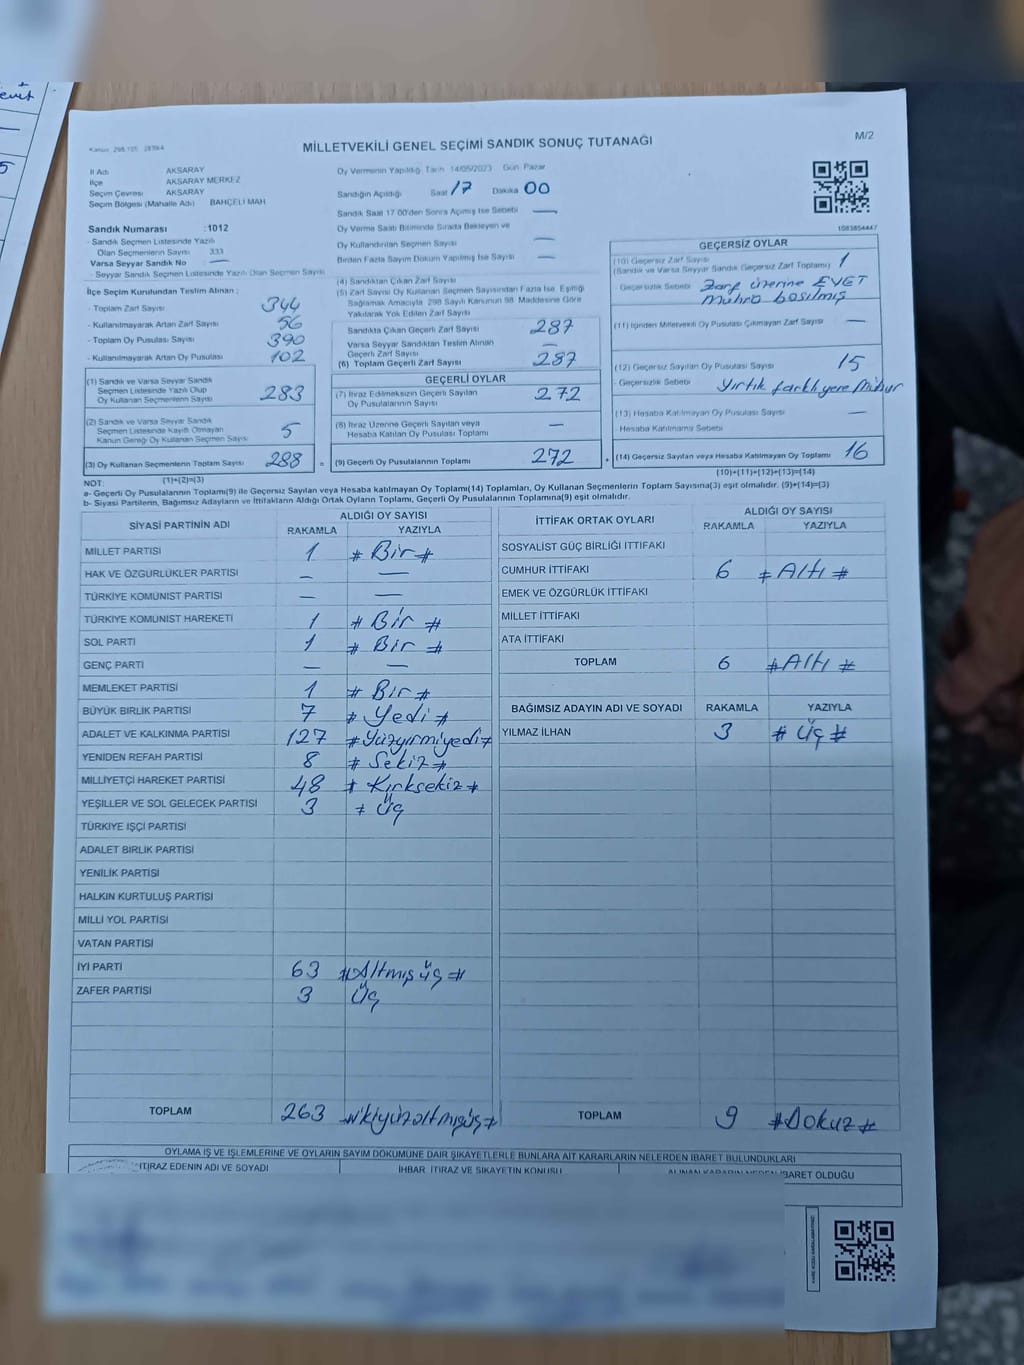 evet
5
Kanun 298.105
MİLLETVEKİLİ GENEL SEÇİMİ SANDIK SONUÇ TUTANAĞI
M/2
İl Adı AKSARAY
İlçe AKSARAY MERKEZ
Seçim Çevresi AKSARAY
Seçim Bölgesi (Mahalle Adı) BAHÇELİ MAH
Sandık Numarası :1012
- Sandık Seçmen Listesinde Yazılı
Olan Seçmenlerin Sayısı 333
Varsa Seyyar Sandık No —
- Seyyar Sandık Seçmen Listesinde Yazılı Olan Seçmen Sayısı
İlçe Seçim Kurulundan Teslim Alınan :
- Toplam Zarf Sayısı 344
- Kullanılmayarak Artan Zarf Sayısı 56
- Toplam Oy Pusulası Sayısı 390
- Kullanılmayarak Artan Oy Pusulası 102
(1) Sandık ve Varsa Seyyar Sandık
Seçmen Listesinde Yazılı Olup
Oy Kullanan Seçmenlerin Sayısı 283
(2) Sandık ve Varsa Seyyar Sandık
Seçmen Listesinde Kayıtlı Olmayan
Kanun Gereği Oy Kullanan Seçmen Sayısı 5
(3) Oy Kullanan Seçmenlerin Toplam Sayısı 288 =
(1)+(2)=(3)
Oy Vermenin Yapıldığı Tarih 14/05/2023 Gün Pazar
Sandığın Açıldığı Saat 17 Dakika 00
Sandık Saat 17 00'den Sonra Açılmış İse Sebebi —
Oy Verme Saati Bitiminde Sırada Bekleyen ve
Oy Kullandırılan Seçmen Sayısı —
Birden Fazla Sayım Döküm Yapılmış İse Sayısı —
(4) Sandıktan Çıkan Zarf Sayısı
(5) Zarf Sayısı Oy Kullanan Seçmen Sayısından Fazla İse, Eşitliği
Sağlamak Amacıyla 298 Sayılı Kanunun 98. Maddesine Göre
Yakılarak Yok Edilen Zarf Sayısı
Sandıkta Çıkan Geçerli Zarf Sayısı 287
Varsa Seyyar Sandıktan Teslim Alınan
Geçerli Zarf Sayısı —
(6) Toplam Geçerli Zarf Sayısı 287
GEÇERLİ OYLAR
(7) İtiraz Edilmeksizin Geçerli Sayılan
Oy Pusulalarının Sayısı 272
(8) İtiraz Üzerine Geçerli Sayılan veya
Hesaba Katılan Oy Pusulaları Toplamı —
(9) Geçerli Oy Pusulalarının Toplamı 272 +
1083854447
GEÇERSİZ OYLAR
(10) Geçersiz Zarf Sayısı 1
(Sandık ve Varsa Seyyar Sandık Geçersiz Zarf Toplamı)
- Geçersizlik Sebebi Zarf üzerine EVET
Mührü basılmış
(11) İçinden Milletvekili Oy Pusulası Çıkmayan Zarf Sayısı —
(12) Geçersiz Sayılan Oy Pusulası Sayısı 15
- Geçersizlik Sebebi Yırtık farklı yere Mühür
(13) Hesaba Katılmayan Oy Pusulası Sayısı —
- Hesaba Katılmama Sebebi
(14) Geçersiz Sayılan veya Hesaba Katılmayan Oy Toplamı 16
(10)+(11)+(12)+(13)=(14)
NOT:
a- Geçerli Oy Pusulalarının Toplamı(9) ile Geçersiz Sayılan veya Hesaba katılmayan Oy Toplamı(14) Toplamları, Oy Kullanan Seçmenlerin Toplam Sayısına(3) eşit olmalıdır. (9)+(14)=(3)
b- Siyasi Partilerin, Bağımsız Adayların ve İttifakların Aldığı Ortak Oyların Toplamı, Geçerli Oy Pusulalarının Toplamına(9) eşit olmalıdır.
SİYASİ PARTİNİN ADI ALDIĞI OY SAYISI
RAKAMLA YAZIYLA
MİLLET PARTİSİ 1 # Bir #
HAK VE ÖZGÜRLÜKLER PARTİSİ — —
TÜRKİYE KOMÜNİST PARTİSİ — —
TÜRKİYE KOMÜNİST HAREKETİ 1 # Bir #
SOL PARTİ 1 # Bir #
GENÇ PARTİ — —
MEMLEKET PARTİSİ 1 # Bir #
BÜYÜK BİRLİK PARTİSİ 7 # Yedi #
ADALET VE KALKINMA PARTİSİ 127 #Yüzyirmiyedi#
YENİDEN REFAH PARTİSİ 8 # Sekiz #
MİLLİYETÇİ HAREKET PARTİSİ 48 # Kırksekiz #
YEŞİLLER VE SOL GELECEK PARTİSİ 3 # Üç
TÜRKİYE İŞÇİ PARTİSİ
ADALET BİRLİK PARTİSİ
YENİLİK PARTİSİ
HALKIN KURTULUŞ PARTİSİ
MİLLİ YOL PARTİSİ
VATAN PARTİSİ
İYİ PARTİ 63 #Altmış üç #
ZAFER PARTİSİ 3 Üç
TOPLAM 263 #ikiyüzaltmışüç#
İTTİFAK ORTAK OYLARI ALDIĞI OY SAYISI
RAKAMLA YAZIYLA
SOSYALİST GÜÇ BİRLİĞİ İTTİFAKI
CUMHUR İTTİFAKI 6 # Altı #
EMEK VE ÖZGÜRLÜK İTTİFAKI
MİLLET İTTİFAKI
ATA İTTİFAKI
TOPLAM 6 #Altı #
BAĞIMSIZ ADAYIN ADI VE SOYADI RAKAMLA YAZIYLA
YILMAZ İLHAN 3 # Üç #
TOPLAM 9 #Dokuz #
OYLAMA İŞ VE İŞLEMLERİNE VE OYLARIN SAYIM DÖKÜMÜNE DAİR ŞİKAYETLERLE BUNLARA AİT KARARLARIN NELERDEN İBARET BULUNDUKLARI
İTİRAZ EDENİN ADI VE SOYADI İHBAR, İTİRAZ VE ŞİKAYETİN KONUSU ALINAN KARARIN NEDEN İBARET OLDUĞU